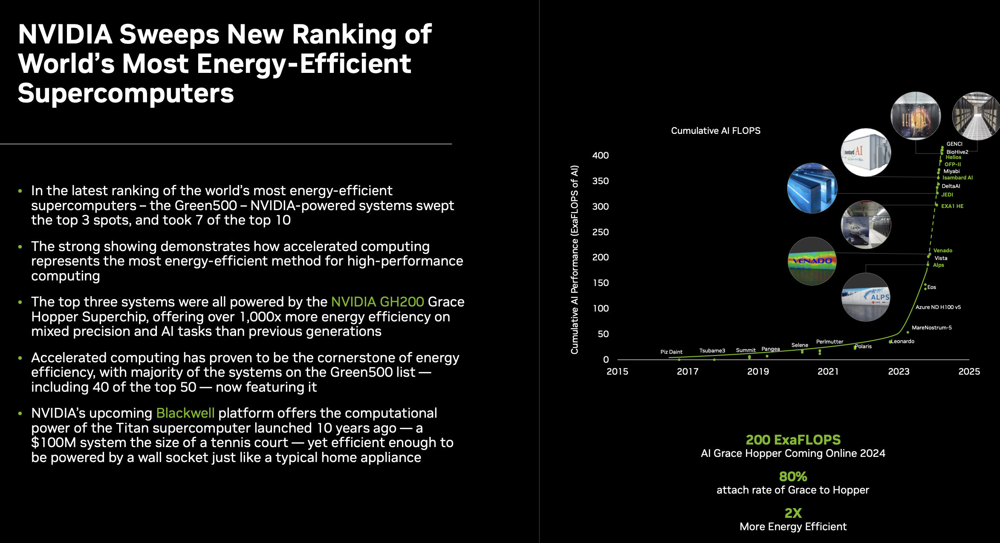 NVIDIA Sweeps New Ranking of
World’s Most Energy-Efficient
Supercomputers
• In the latest ranking of the world’s most energy-efficient
supercomputers – the Green500 – NVIDIA-powered systems swept
the top 3 spots, and took 7 of the top 10
• The strong showing demonstrates how accelerated computing
represents the most energy-efficient method for high-performance
computing
• The top three systems were all powered by the NVIDIA GH200 Grace
Hopper Superchip, offering over 1,000x more energy efficiency on
mixed precision and AI tasks than previous generations
• Accelerated computing has proven to be the cornerstone of energy
efficiency, with majority of the systems on the Green500 list —
including 40 of the top 50 — now featuring it
• NVIDIA’s upcoming Blackwell platform offers the computational
power of the Titan supercomputer launched 10 years ago — a
$100M system the size of a tennis court — yet efficient enough to
be powered by a wall socket just like a typical home appliance
Cumulative AI FLOPS
Cumulative AI Performance (ExaFLOPS of AI)
400
350
300
250
200
150
100
50
0
2015
2017
2019
2021
2023
2025
GENCI
BioHive2
Helios
OFP-II
Miyabi
Isambard AI
DeltaAI
JEDI
EXA1 HE
Venado
Vista
Alps
Eos
Azure ND H100 v5
MareNostrum-5
Leonardo
Polaris
Perlmutter
Selene
Pangea
Summit
Tsubame3
Piz Daint
HELIOS
Isambard AI
EXA
VENADO
ALPS
200 ExaFLOPS
AI Grace Hopper Coming Online 2024
80%
attach rate of Grace to Hopper
2X
More Energy Efficient